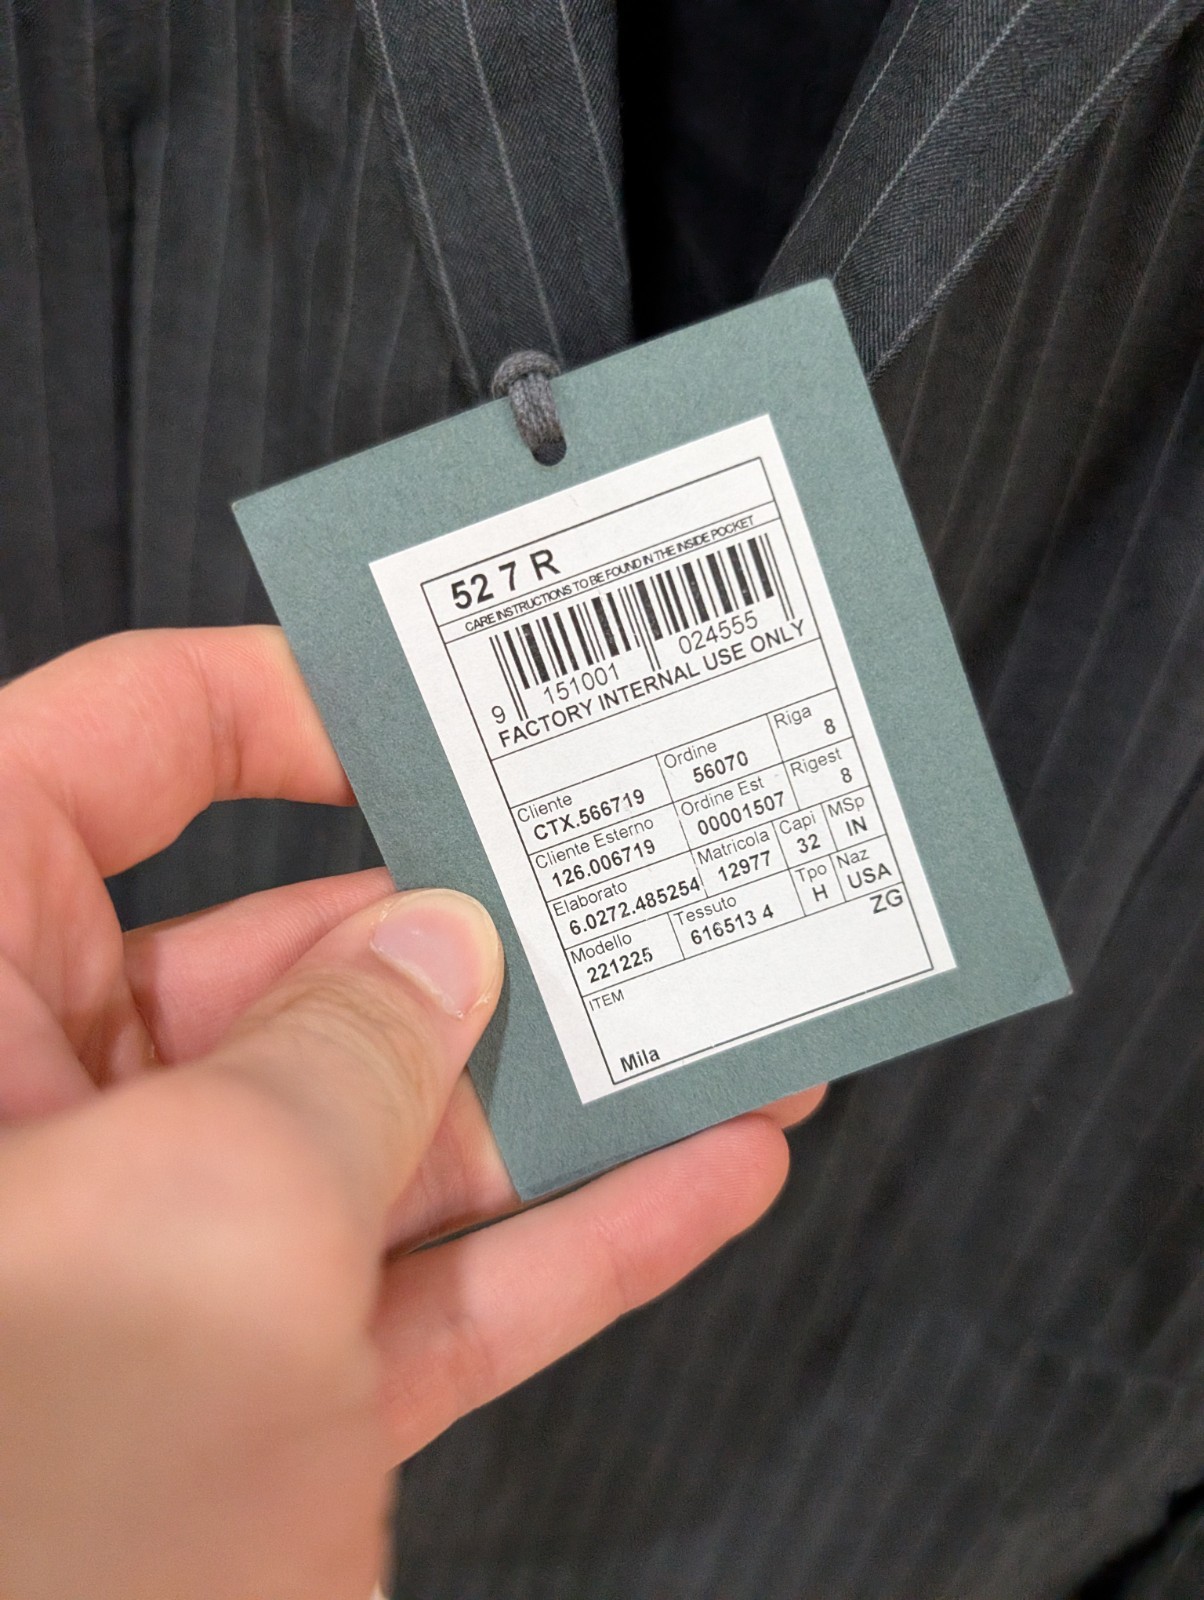 52 7 R
CARE INSTRUCTIONS TO BE FOUND IN THE INSIDE POCKET
9 151001 024555
FACTORY INTERNAL USE ONLY
Cliente Ordine Riga
CTX.566719 56070 8
Cliente Esterno Ordine Est Rigest
126.006719 00001507 8
Elaborato Matricola Capi MSp
6.0272.485254 12977 32 IN
Modello Tessuto Tpo Naz
221225 616513 4 H USA
ITEM ZG
Mila